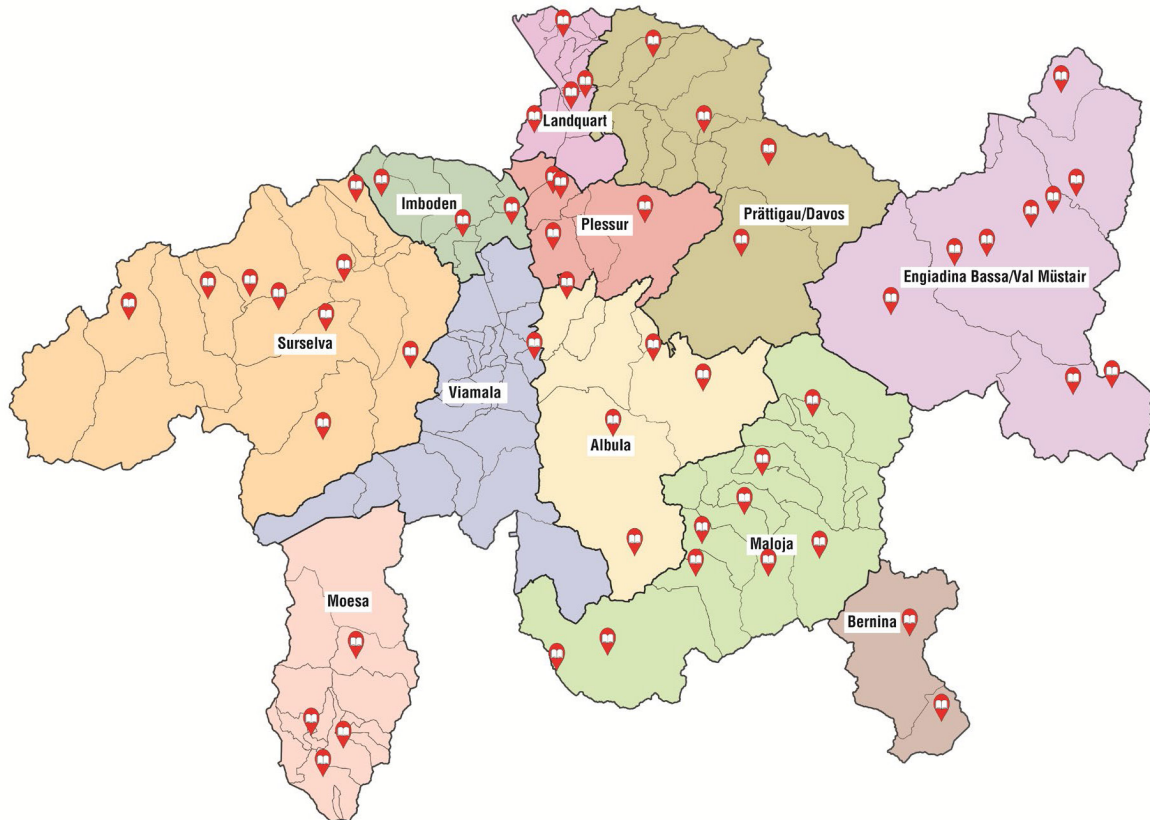 Landquart
Imboden
Plessur
Prättigau/Davos
Engiadina Bassa/Val Müstair
Surselva
Viamala
Albula
Maloja
Moesa
Bernina